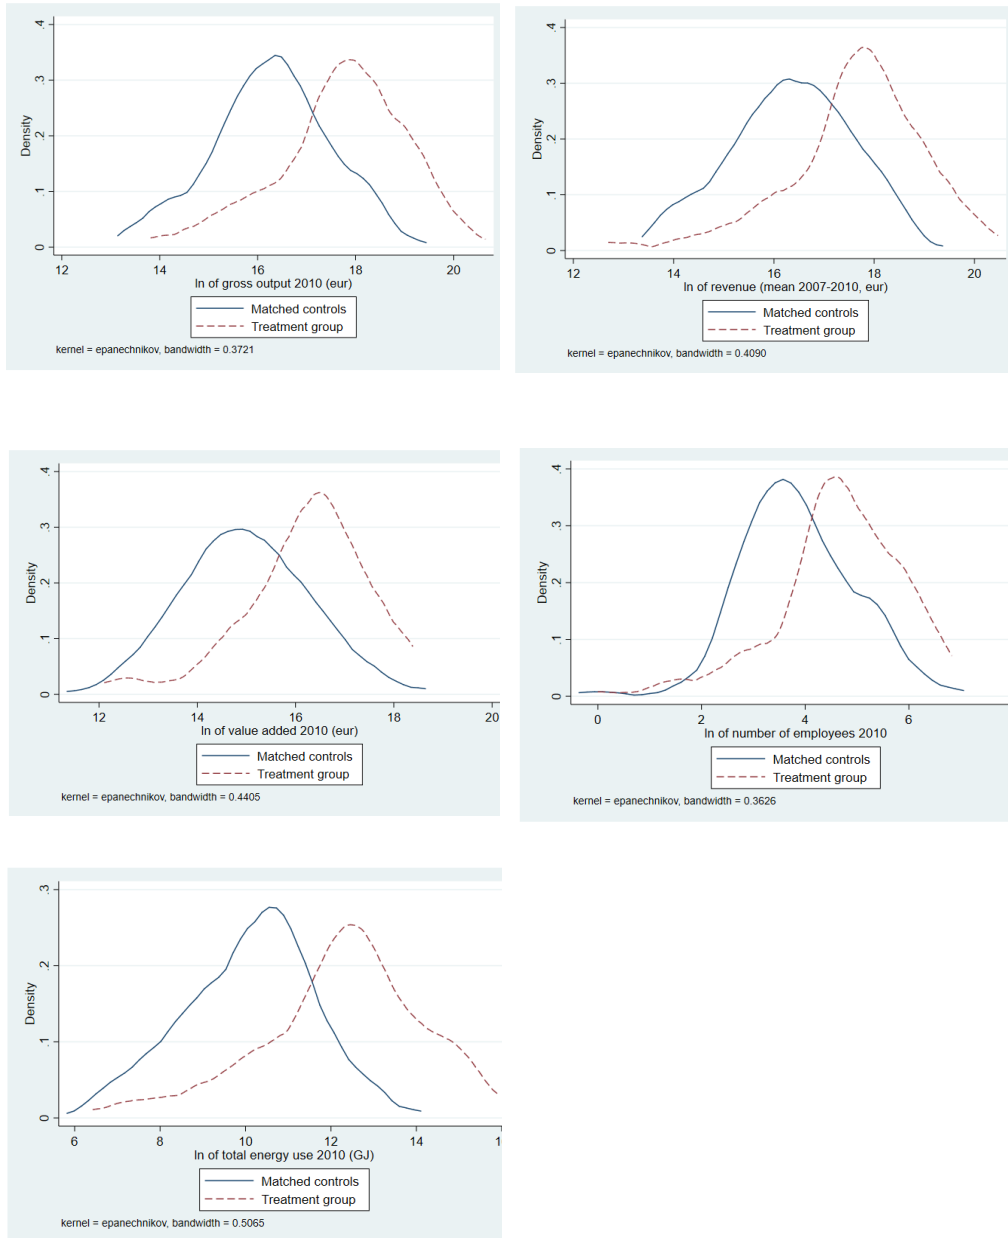 .4
.3
.2
.1
0
Density
12 14 16 18 20
ln of gross output 2010 (eur)
Matched controls
Treatment group
kernel = epanechnikov, bandwidth = 0.3721
.4
.3
.2
.1
0
Density
12 14 16 18 20
ln of revenue (mean 2007-2010, eur)
Matched controls
Treatment group
kernel = epanechnikov, bandwidth = 0.4090
.4
.3
.2
.1
0
Density
12 14 16 18 20
ln of value added 2010 (eur)
Matched controls
Treatment group
kernel = epanechnikov, bandwidth = 0.4405
.4
.3
.2
.1
0
Density
0 2 4 6
ln of number of employees 2010
Matched controls
Treatment group
kernel = epanechnikov, bandwidth = 0.3626
.3
.2
.1
0
Density
6 8 10 12 14
ln of total energy use 2010 (GJ)
Matched controls
Treatment group
kernel = epanechnikov, bandwidth = 0.5065